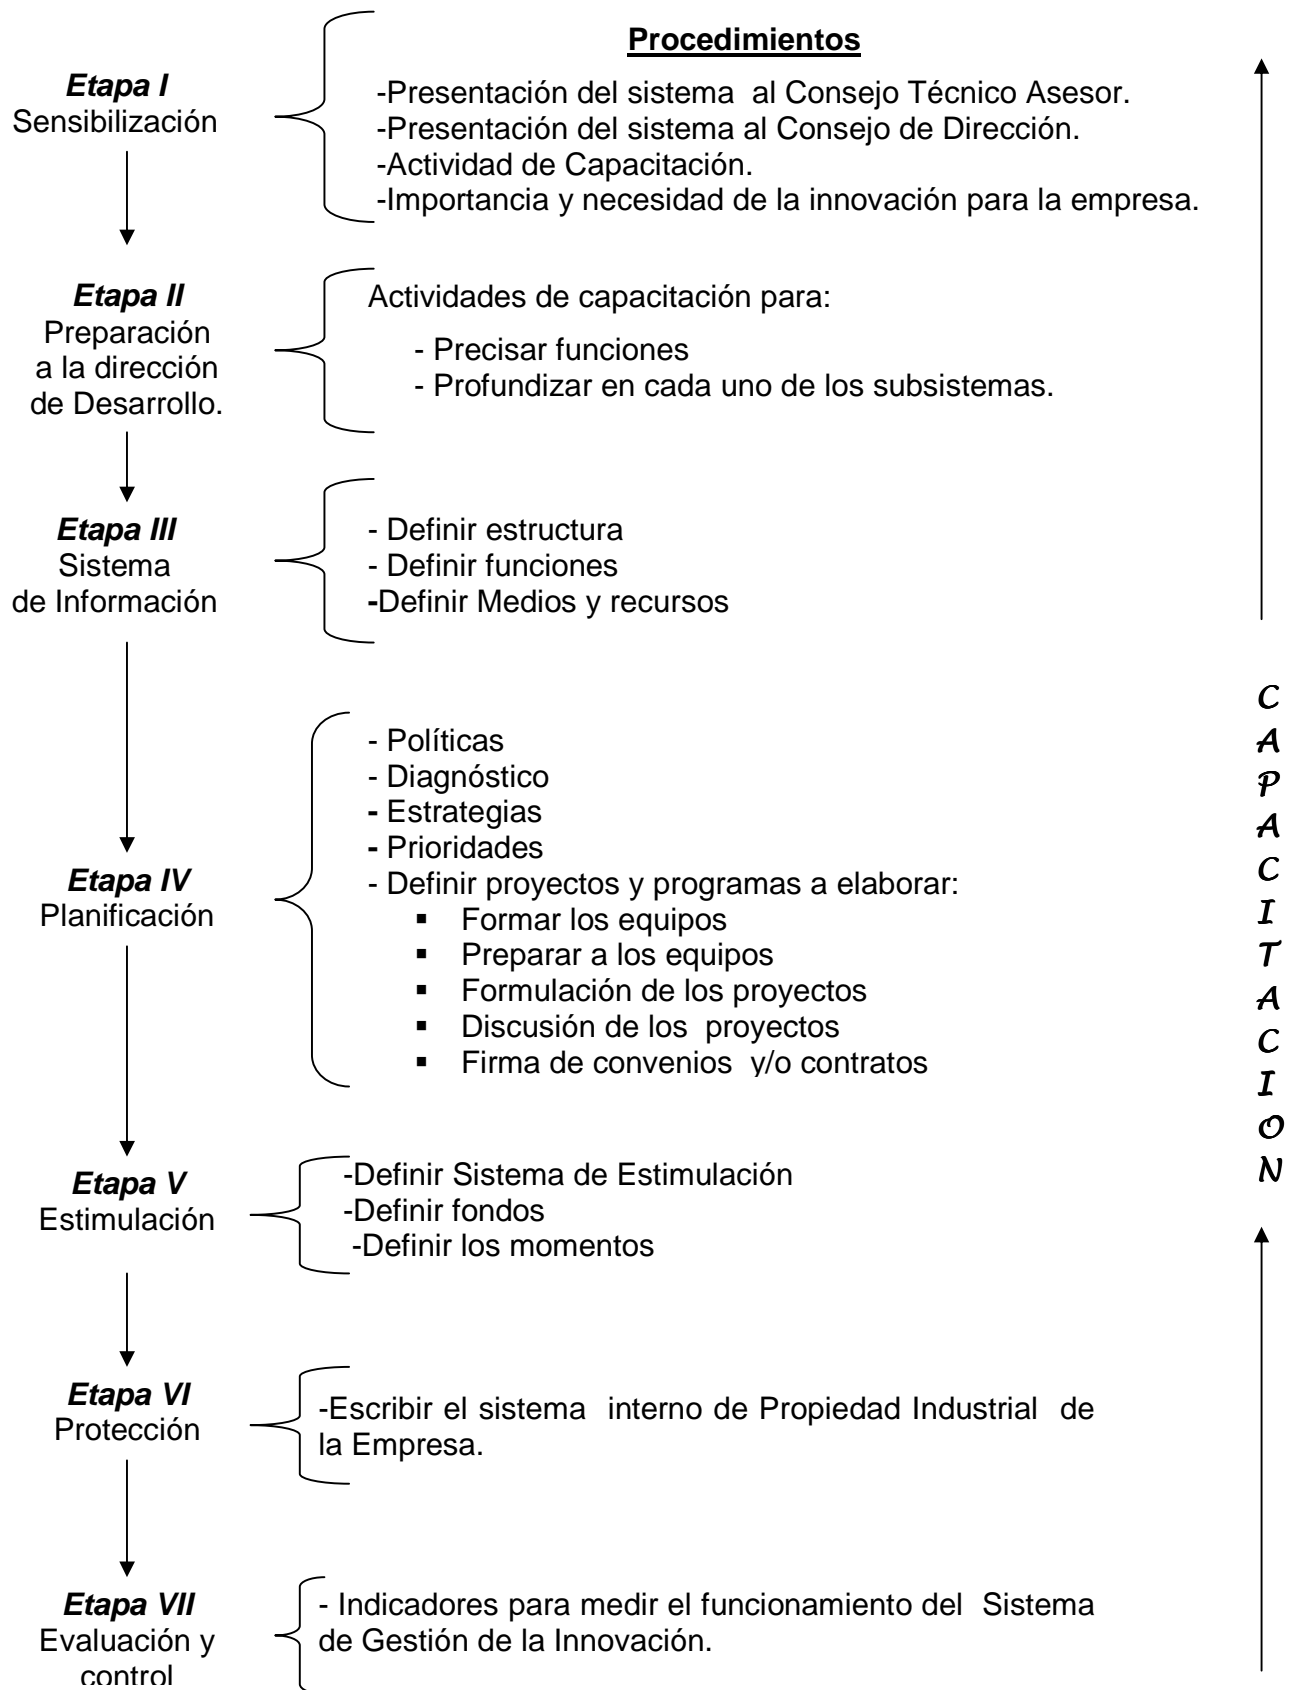 Procedimientos
Etapa I
Sensibilización
-Presentación del sistema  al Consejo Técnico Asesor.
-Presentación del sistema al Consejo de Dirección.
-Actividad de Capacitación.
-Importancia y necesidad de la innovación para la empresa.
Etapa II
Preparación
a la dirección
de Desarrollo.
Actividades de capacitación para:
- Precisar funciones
- Profundizar en cada uno de los subsistemas.
Etapa III
Sistema
de Información
- Definir estructura
- Definir funciones
-Definir Medios y recursos
Etapa IV
Planificación
- Políticas
- Diagnóstico
- Estrategias
- Prioridades
- Definir proyectos y programas a elaborar:
▪ Formar los equipos
▪ Preparar a los equipos
▪ Formulación de los proyectos
▪ Discusión de los  proyectos
▪ Firma de convenios  y/o contratos
Etapa V
Estimulación
-Definir Sistema de Estimulación
-Definir fondos
-Definir los momentos
Etapa VI
Protección
-Escribir el sistema  interno de Propiedad Industrial  de
la Empresa.
Etapa VII
Evaluación y
control
- Indicadores para medir el funcionamiento del  Sistema
de Gestión de la Innovación.
C
A
P
A
C
I
T
A
C
I
O
N